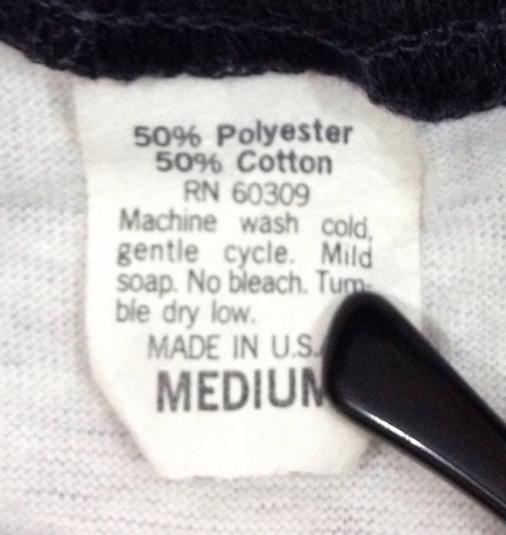 50% Polyester
50% Cotton
RN 60309
Machine wash cold,
gentle cycle. Mild
soap. No bleach. Tum-
ble dry low.
MADE IN U.S.
MEDIUM